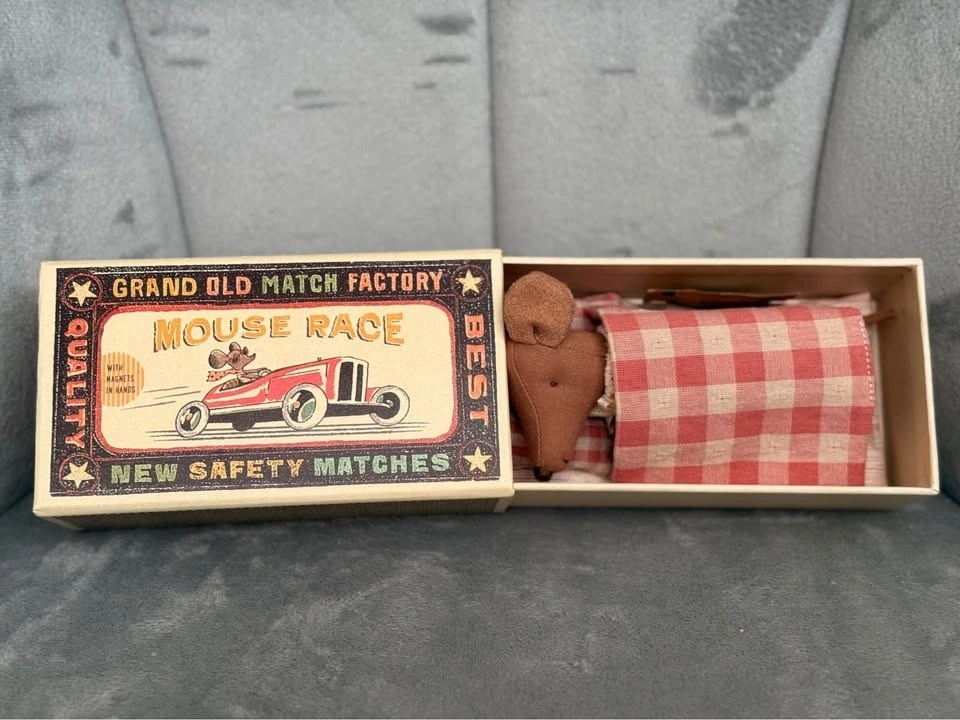 GRAND OLD MATCH FACTORY
QUALITY
MOUSE RACE
WITH
MAGNETS
IN HANDS
BEST
NEW SAFETY MATCHES